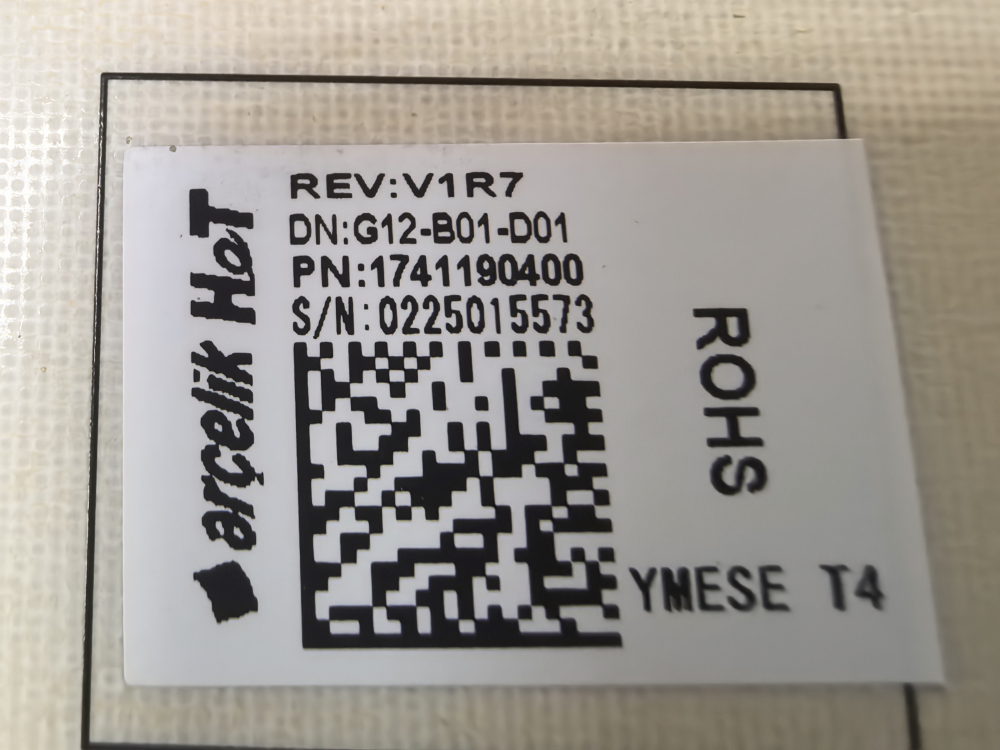 REV:V1R7
DN:G12-B01-D01
PN:1741190400
S/N:0225015573
arçelik HoT
ROHS
YMESE T4